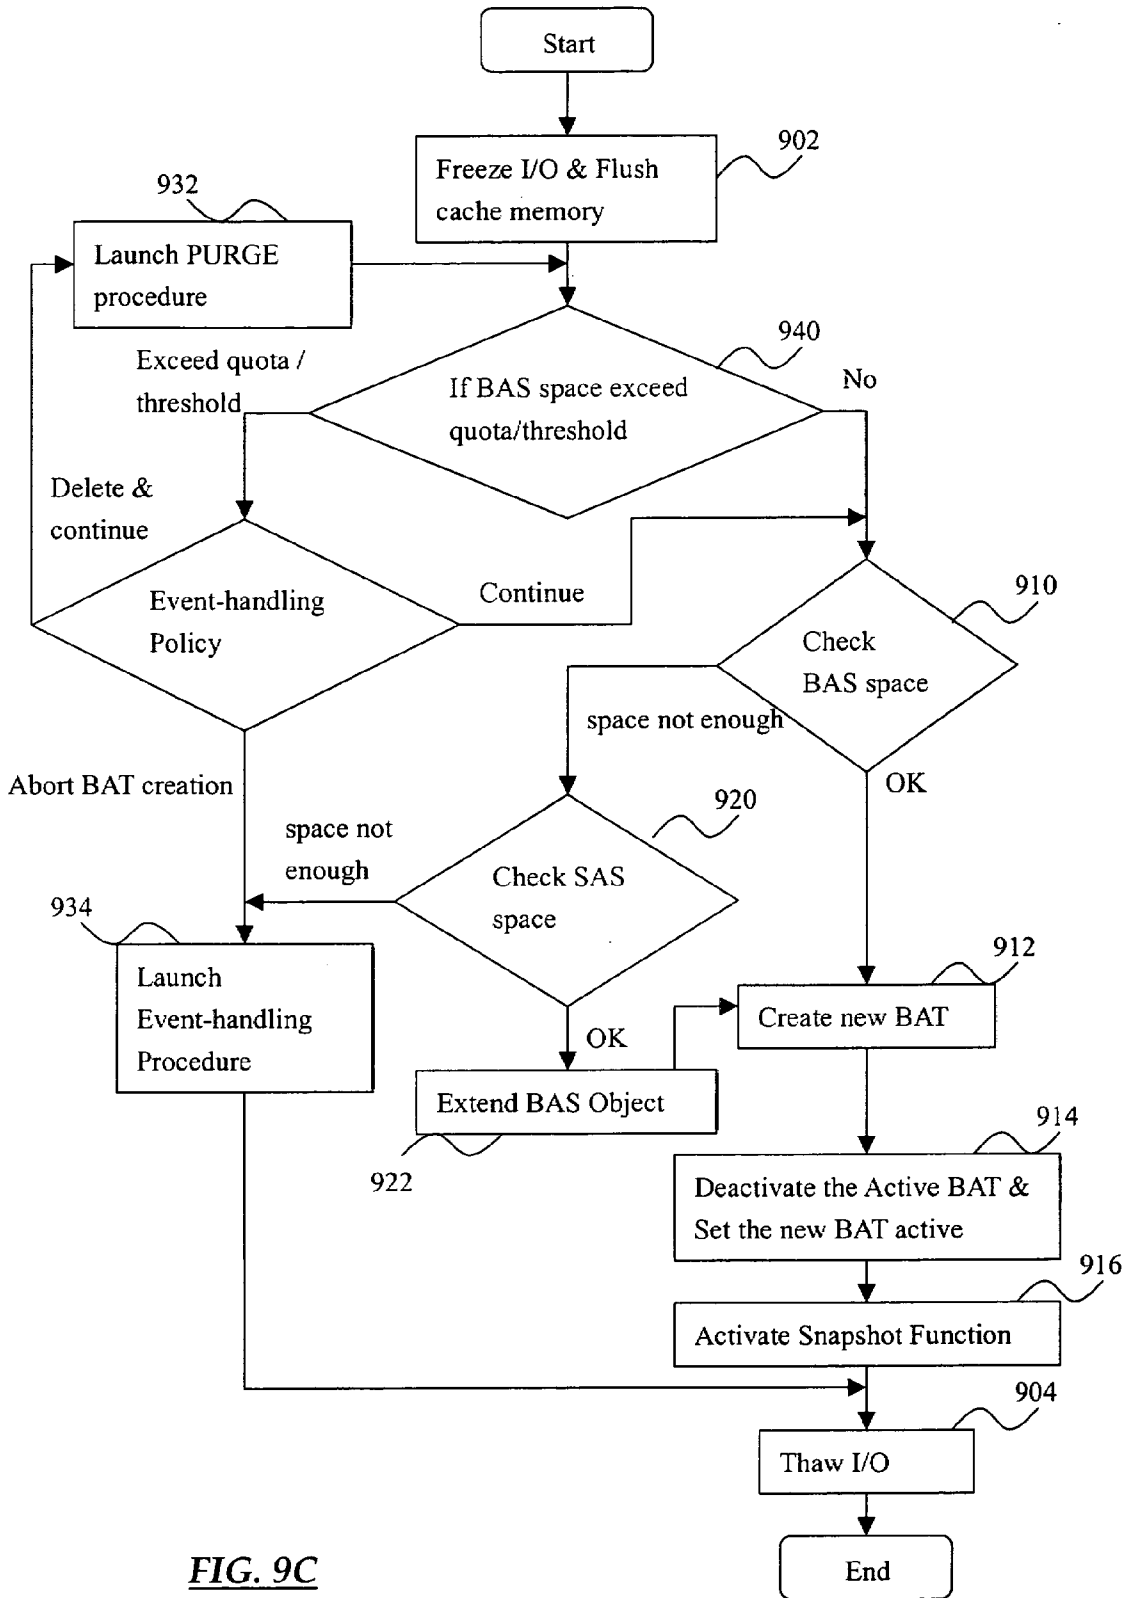 Start
902
Freeze I/O & Flush
cache memory
932
Launch PURGE
procedure
940
Exceed quota /
threshold
If BAS space exceed
quota/threshold
No
Delete &
continue
Event-handling
Policy
Continue
910
Check
BAS space
space not enough
Abort BAT creation
OK
920
space not
enough
Check SAS
space
934
Launch
Event-handling
Procedure
912
Create new BAT
OK
Extend BAS Object
922
914
Deactivate the Active BAT &
Set the new BAT active
916
Activate Snapshot Function
904
Thaw I/O
End
FIG. 9C